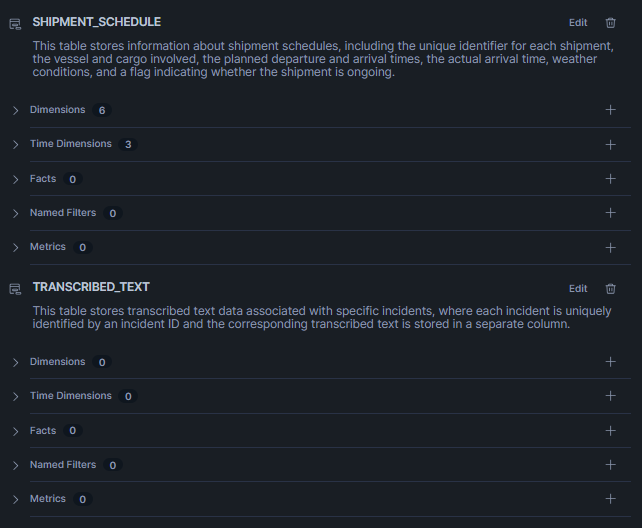 SHIPMENT_SCHEDULE Edit
This table stores information about shipment schedules, including the unique identifier for each shipment,
the vessel and cargo involved, the planned departure and arrival times, the actual arrival time, weather
conditions, and a flag indicating whether the shipment is ongoing.
Dimensions 6
Time Dimensions 3
Facts 0
Named Filters 0
Metrics 0
TRANSCRIBED_TEXT Edit
This table stores transcribed text data associated with specific incidents, where each incident is uniquely
identified by an incident ID and the corresponding transcribed text is stored in a separate column.
Dimensions 0
Time Dimensions 0
Facts 0
Named Filters 0
Metrics 0